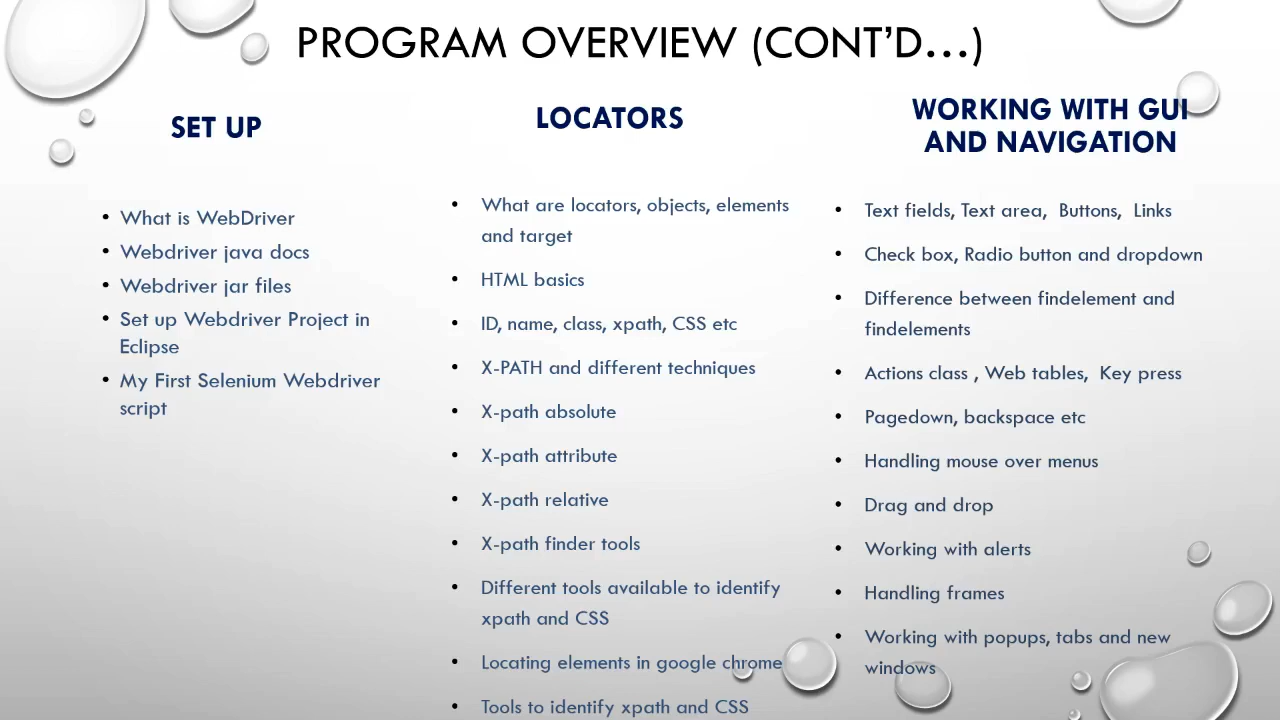 PROGRAM OVERVIEW (CONT'D...)
SET UP
• What is WebDriver
• Webdriver java docs
• Webdriver jar files
• Set up Webdriver Project in
Eclipse
• My First Selenium Webdriver
script
LOCATORS
• What are locators, objects, elements
and target
• HTML basics
• ID, name, class, xpath, CSS etc
• X-PATH and different techniques
• X-path absolute
• X-path attribute
• X-path relative
• X-path finder tools
• Different tools available to identify
xpath and CSS
• Locating elements in google chrome
• Tools to identify xpath and CSS
WORKING WITH GUI
AND NAVIGATION
• Text fields, Text area, Buttons, Links
• Check box, Radio button and dropdown
• Difference between findelement and
findelements
• Actions class , Web tables, Key press
• Pagedown, backspace etc
• Handling mouse over menus
• Drag and drop
• Working with alerts
• Handling frames
• Working with popups, tabs and new
windows